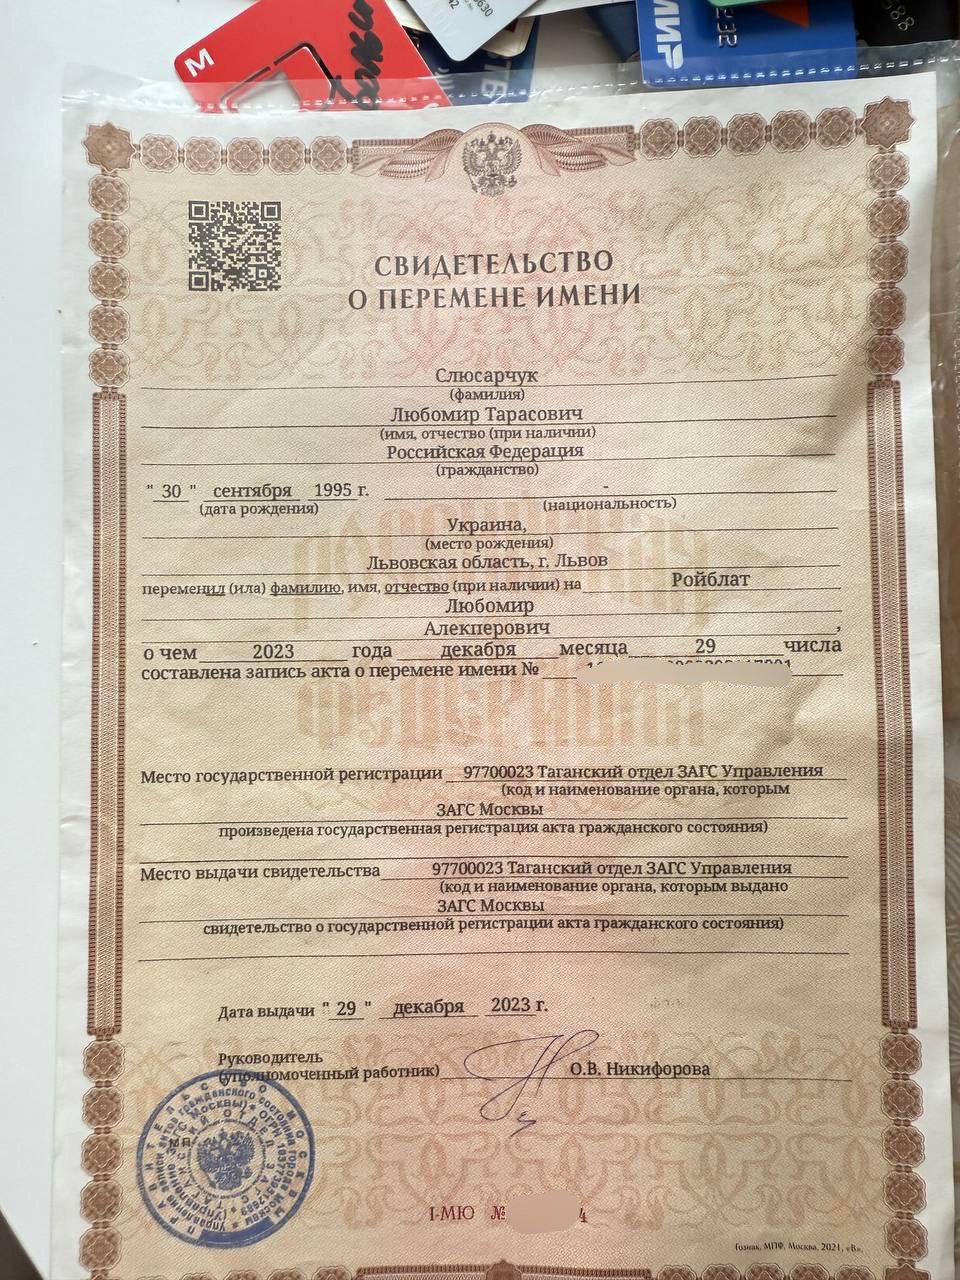 М
МИР
СВИДЕТЕЛЬСТВО
О ПЕРЕМЕНЕ ИМЕНИ
Слюсарчук
(фамилия)
Любомир Тарасович
(имя, отчество (при наличии)
Российская Федерация
(гражданство)
" 30 " сентября 1995 г. -
(дата рождения) (национальность)
Украина,
(место рождения)
Львовская область, г. Львов
переменил (ила) фамилию, имя, отчество (при наличии) на Ройблат
Любомир
Алекперович ,
о чем 2023 года декабря месяца 29 числа
составлена запись акта о перемене имени №
Место государственной регистрации 97700023 Таганский отдел ЗАГС Управления
(код и наименование органа, которым
ЗАГС Москвы
произведена государственная регистрация акта гражданского состояния)
Место выдачи свидетельства 97700023 Таганский отдел ЗАГС Управления
(код и наименование органа, которым выдано
ЗАГС Москвы
свидетельство о государственной регистрации акта гражданского состояния)
Дата выдачи " 29 " декабря 2023 г.
Руководитель
(уполномоченный работник) О.В. Никифорова
МП
I-МЮ № 4
Гознак, МПФ, Москва, 2021, «В».